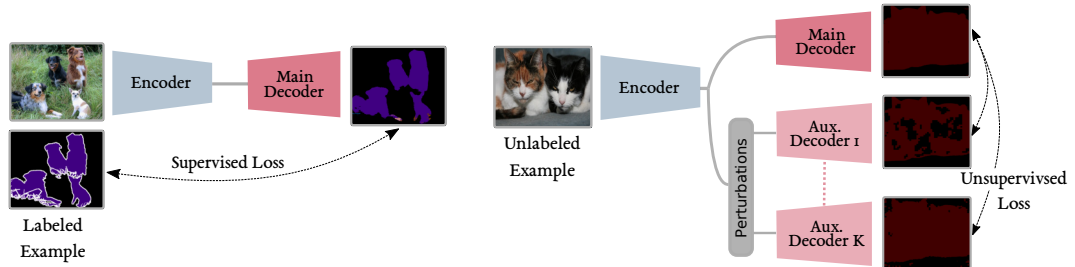 Encoder
Main
Decoder
Supervised Loss
Labeled
Example
Unlabeled
Example
Encoder
Perturbations
Main
Decoder
Aux.
Decoder 1
Aux.
Decoder K
Unsupervivsed
Loss